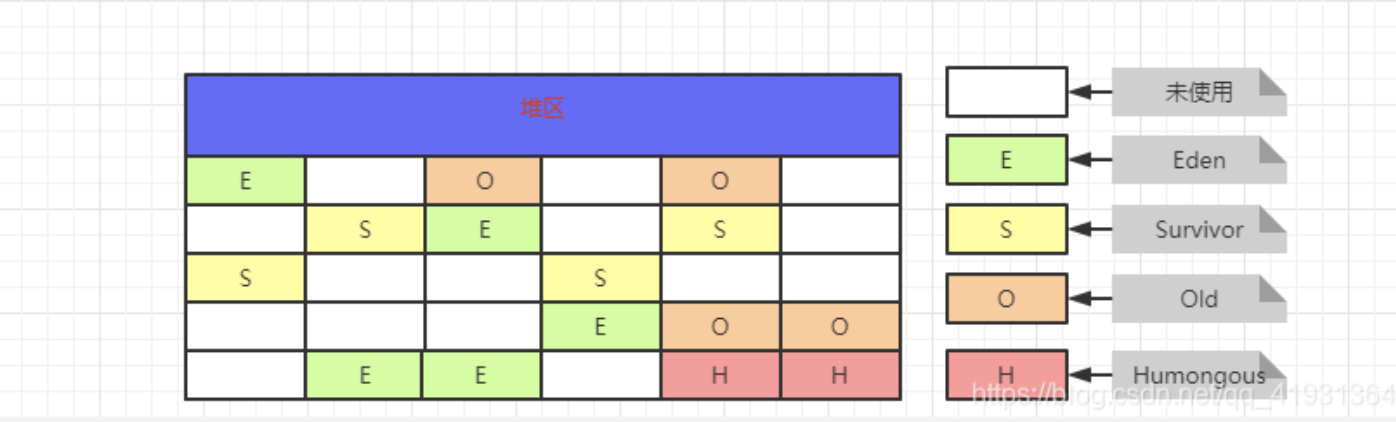 堆区
E O O
S E S
S S
E O O
E E H H
未使用
E Eden
S Survivor
O Old
H Humongous
https://blog.csdn.net/qq_41931364